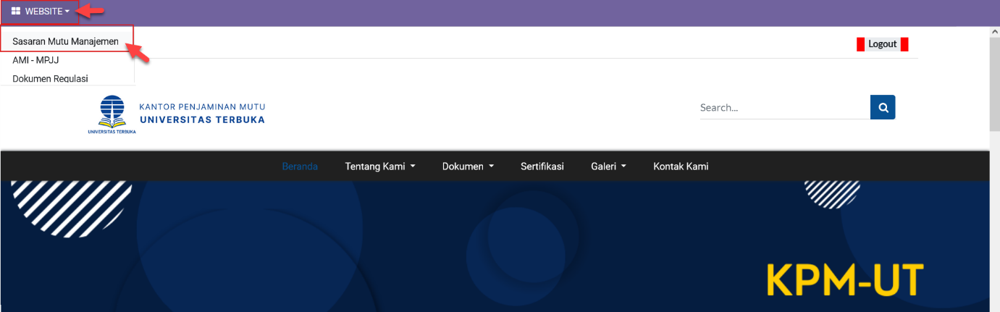 WEBSITE
Sasaran Mutu Manajemen
Logout
AMI - MPJJ
Dokumen Regulasi
KANTOR PENJAMINAN MUTU
UNIVERSITAS TERBUKA
UNIVERSITAS TERBUKA
Search...
Beranda Tentang Kami Dokumen Sertifikasi Galeri Kontak Kami
KPM-UT